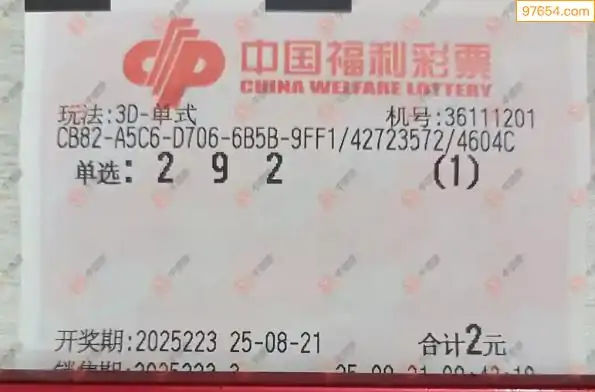 97654.com
中国福利彩票
CHINA WELFARE LOTTERY
玩法:3D-单式 机号:36111201
CB82-A5C6-D706-6B5B-9FF1/42723572/4604C
单选: 2 9 2 (1)
开奖期:2025223 25-08-21 合计2元